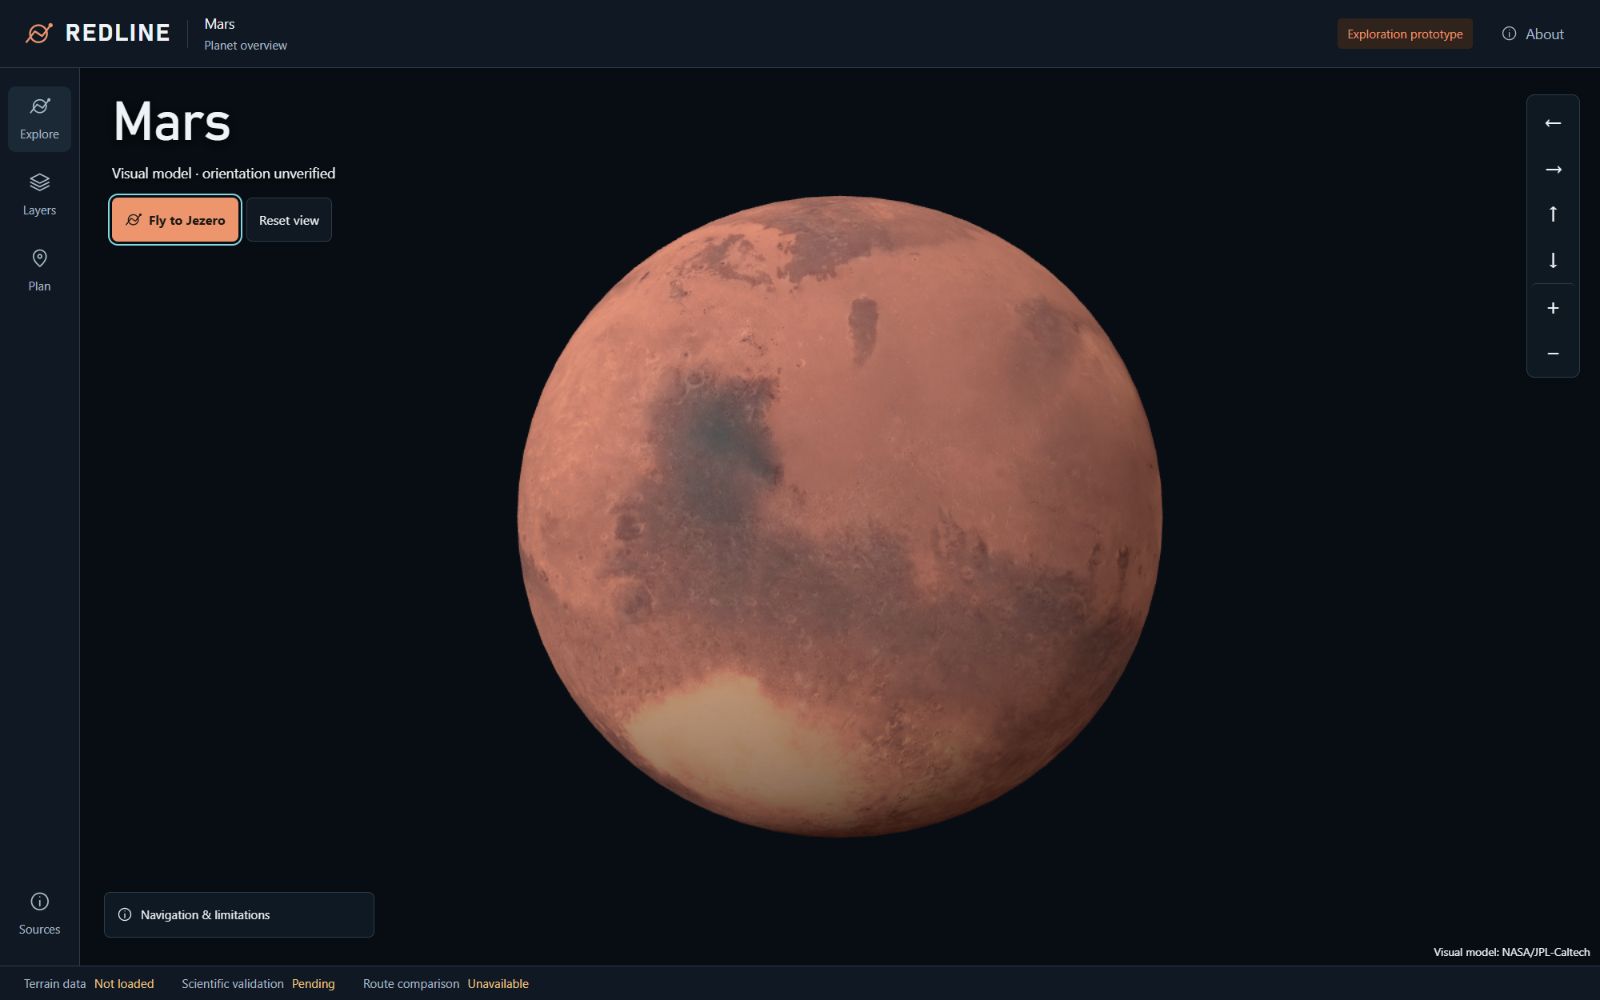 REDLINE
Mars
Planet overview
Exploration prototype
About
Explore
Layers
Plan
Sources
Mars
Visual model · orientation unverified
Fly to Jezero
Reset view
←
→
↑
↓
+
−
Navigation & limitations
Visual model: NASA/JPL-Caltech
Terrain data Not loaded Scientific validation Pending Route comparison Unavailable